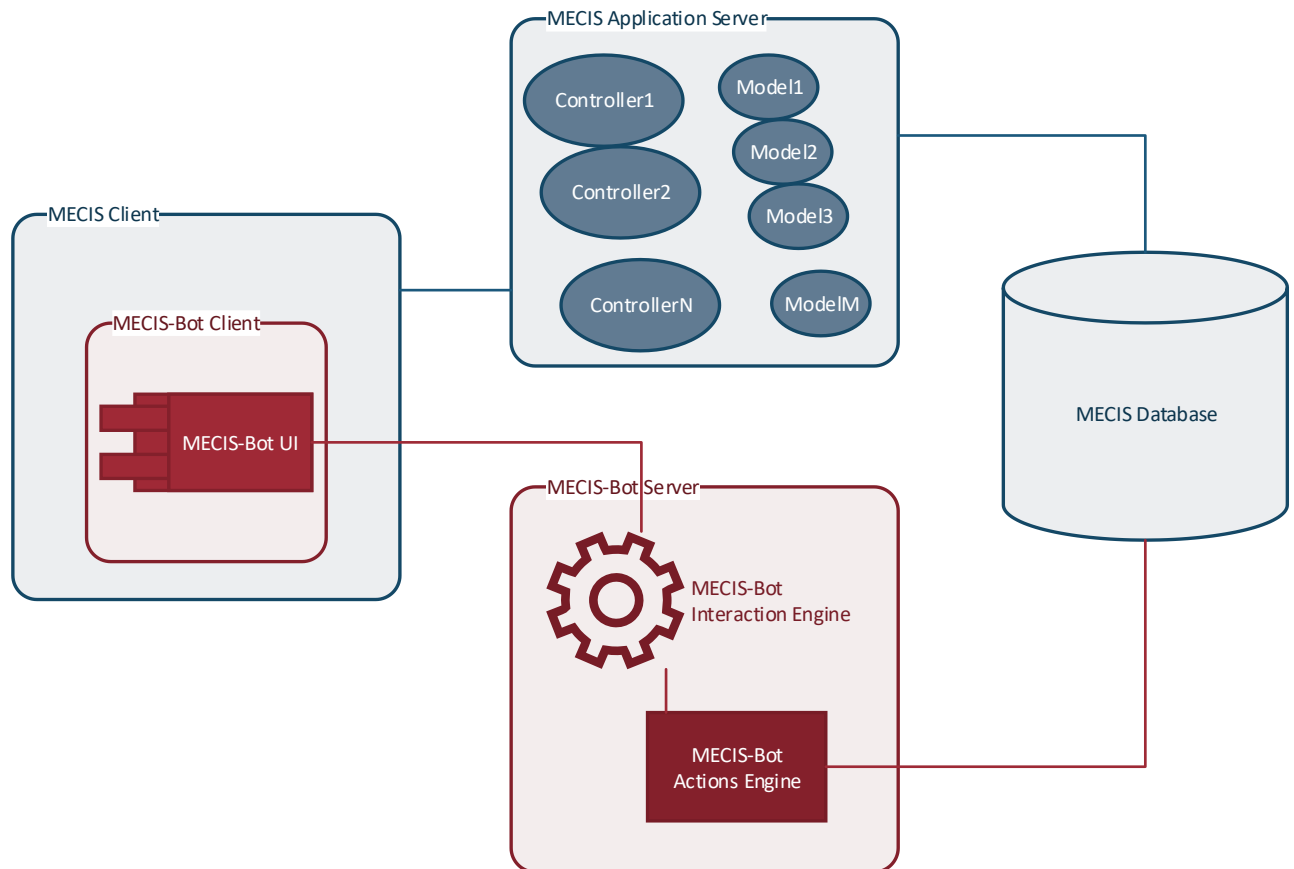 MECIS Application Server
Controller1
Model1
Model2
Controller2
Model3
ControllerN
ModelM
MECIS Client
MECIS-Bot Client
MECIS-Bot UI
MECIS Database
MECIS-Bot Server
MECIS-Bot
Interaction Engine
MECIS-Bot
Actions Engine